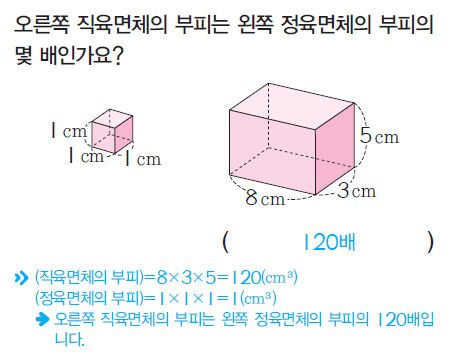 오른쪽 직육면체의 부피는 왼쪽 정육면체의 부피의
몇 배인가요?
1 cm
1 cm
1 cm
5 cm
8 cm
3 cm
( 120배 )
» (직육면체의 부피)=8×3×5=120(cm³)
(정육면체의 부피)=1×1×1=1(cm³)
➔ 오른쪽 직육면체의 부피는 왼쪽 정육면체의 부피의 120배입
니다.